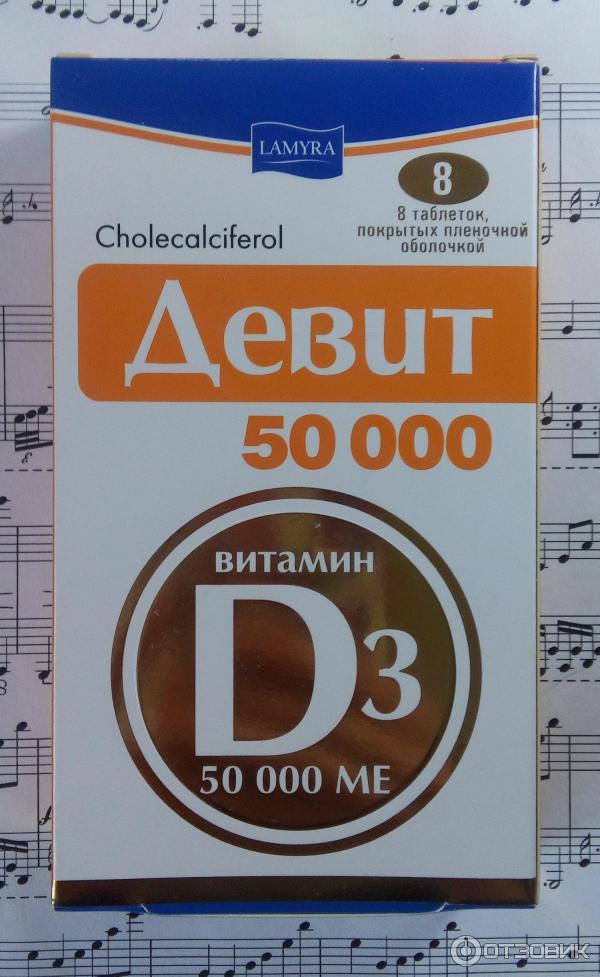 LAMYRA
8
8 таблеток,
покрытых пленочной
оболочкой
Cholecalciferol
Девит
50 000
витамин
D3
50 000 МЕ
ОТЗОВИК